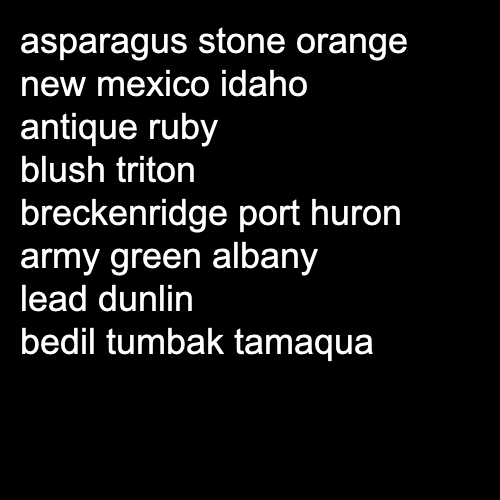 asparagus stone orange
new mexico idaho
antique ruby
blush triton
breckenridge port huron
army green albany
lead dunlin
bedil tumbak tamaqua